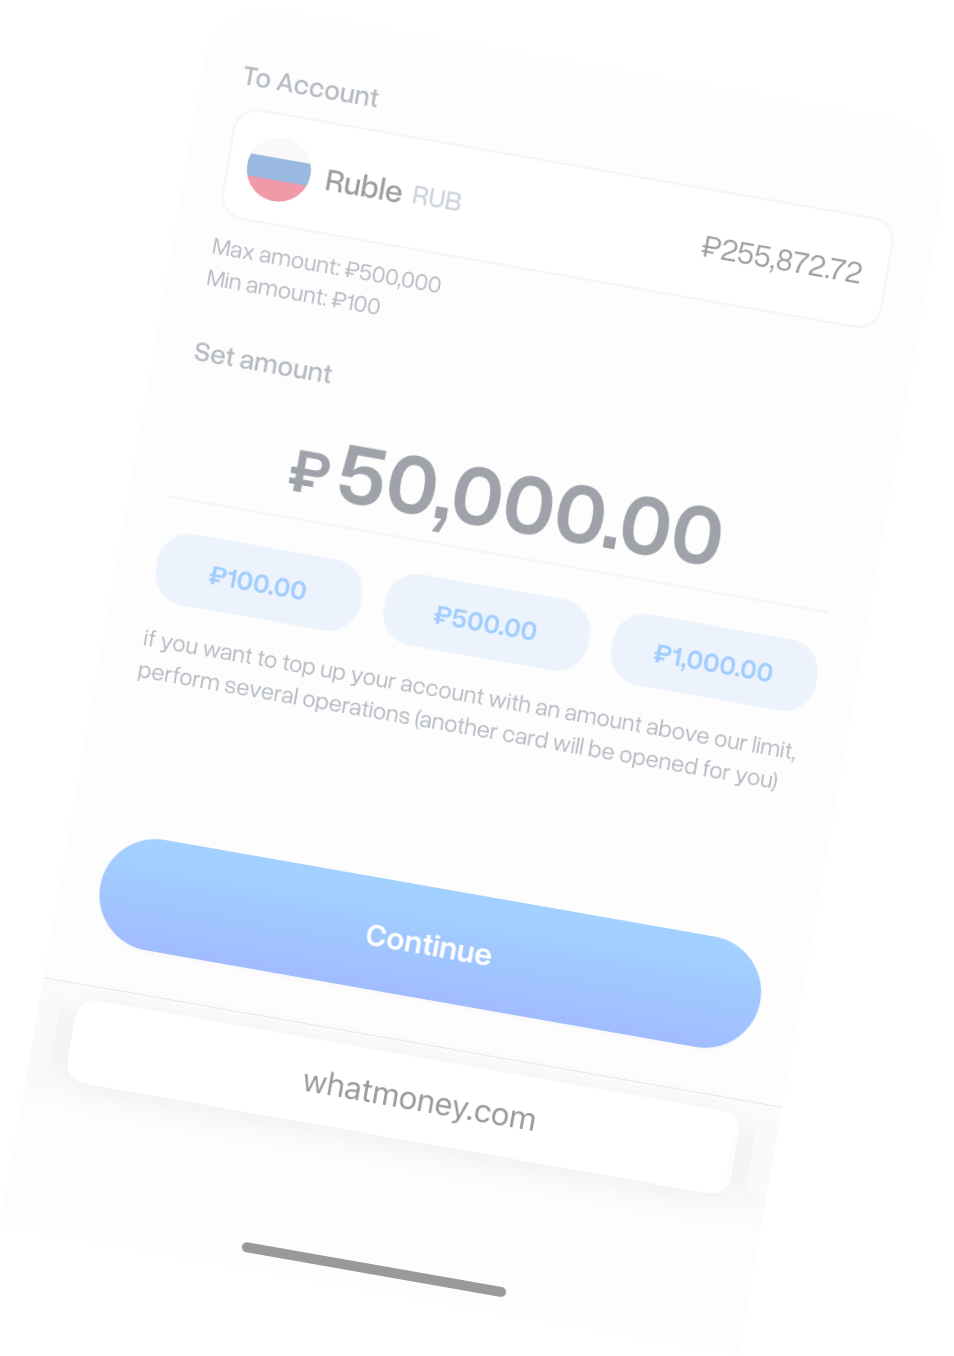 To Account
Ruble RUB
₽255,872.72
Max amount: ₽500,000
Min amount: ₽100
Set amount
₽50,000.00
₽100.00
₽500.00
₽1,000.00
if you want to top up your account with an amount above our limit,
perform several operations (another card will be opened for you)
Continue
whatmoney.com